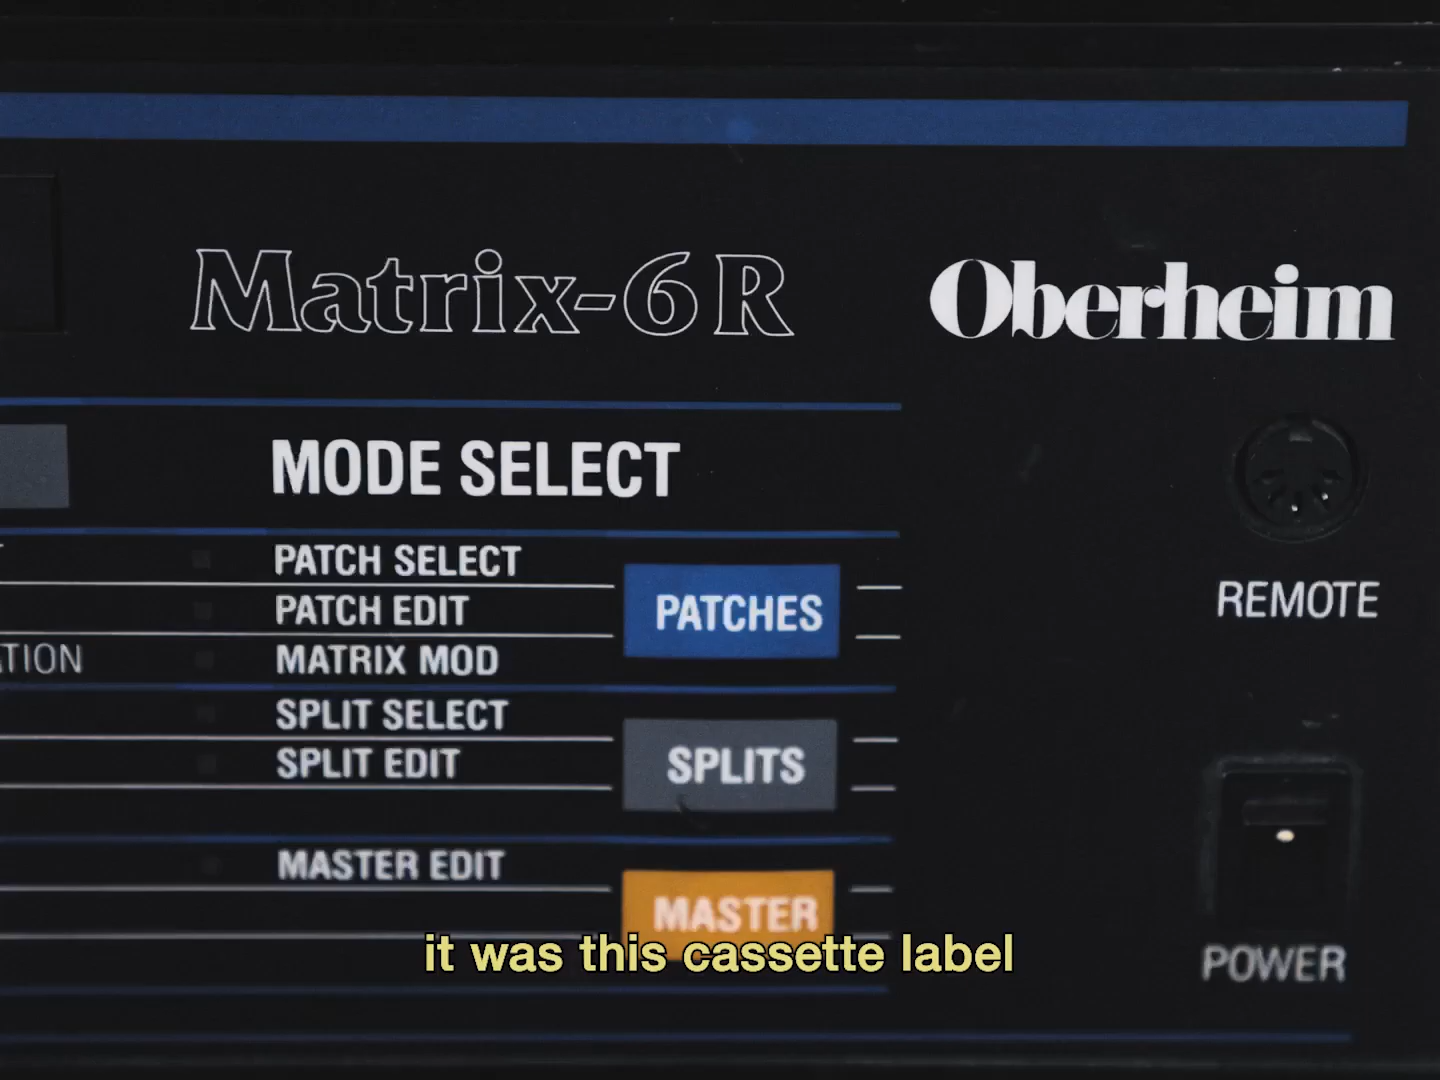 Matrix-6R
Oberheim
MODE SELECT
PATCH SELECT
PATCH EDIT
MATRIX MOD
PATCHES
SPLIT SELECT
SPLIT EDIT
SPLITS
MASTER EDIT
MASTER
REMOTE
POWER
it was this cassette label